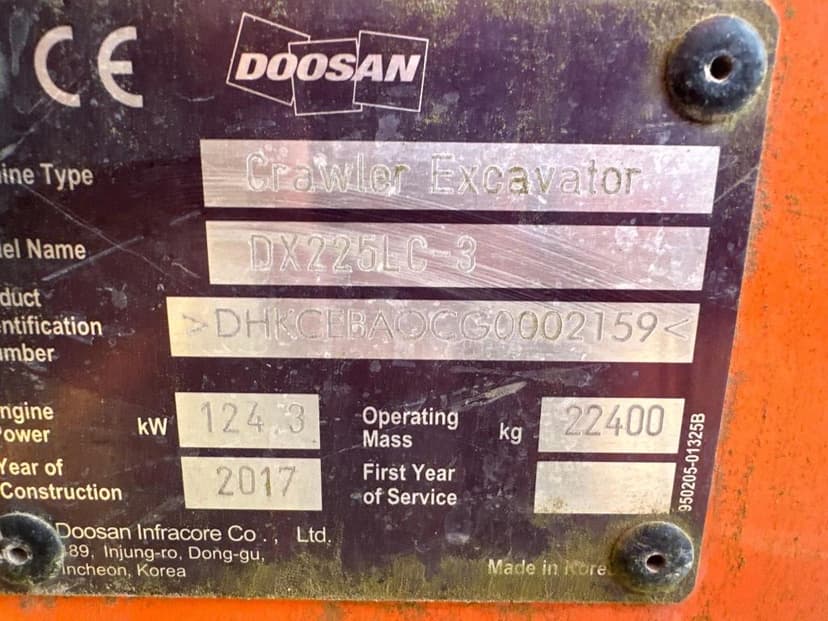 CE
DOOSAN
ine Type Crawler Excavator
el Name DX225LC-3
duct
entification
umber
>DHKCEBAOCG0002159<
ngine
ower kW 124.3
Operating
Mass kg 22400
Year of
Construction 2017
First Year
of Service
950205-01325B
Doosan Infracore Co., Ltd.
489, Injung-ro, Dong-gu,
Incheon, Korea
Made in Korea